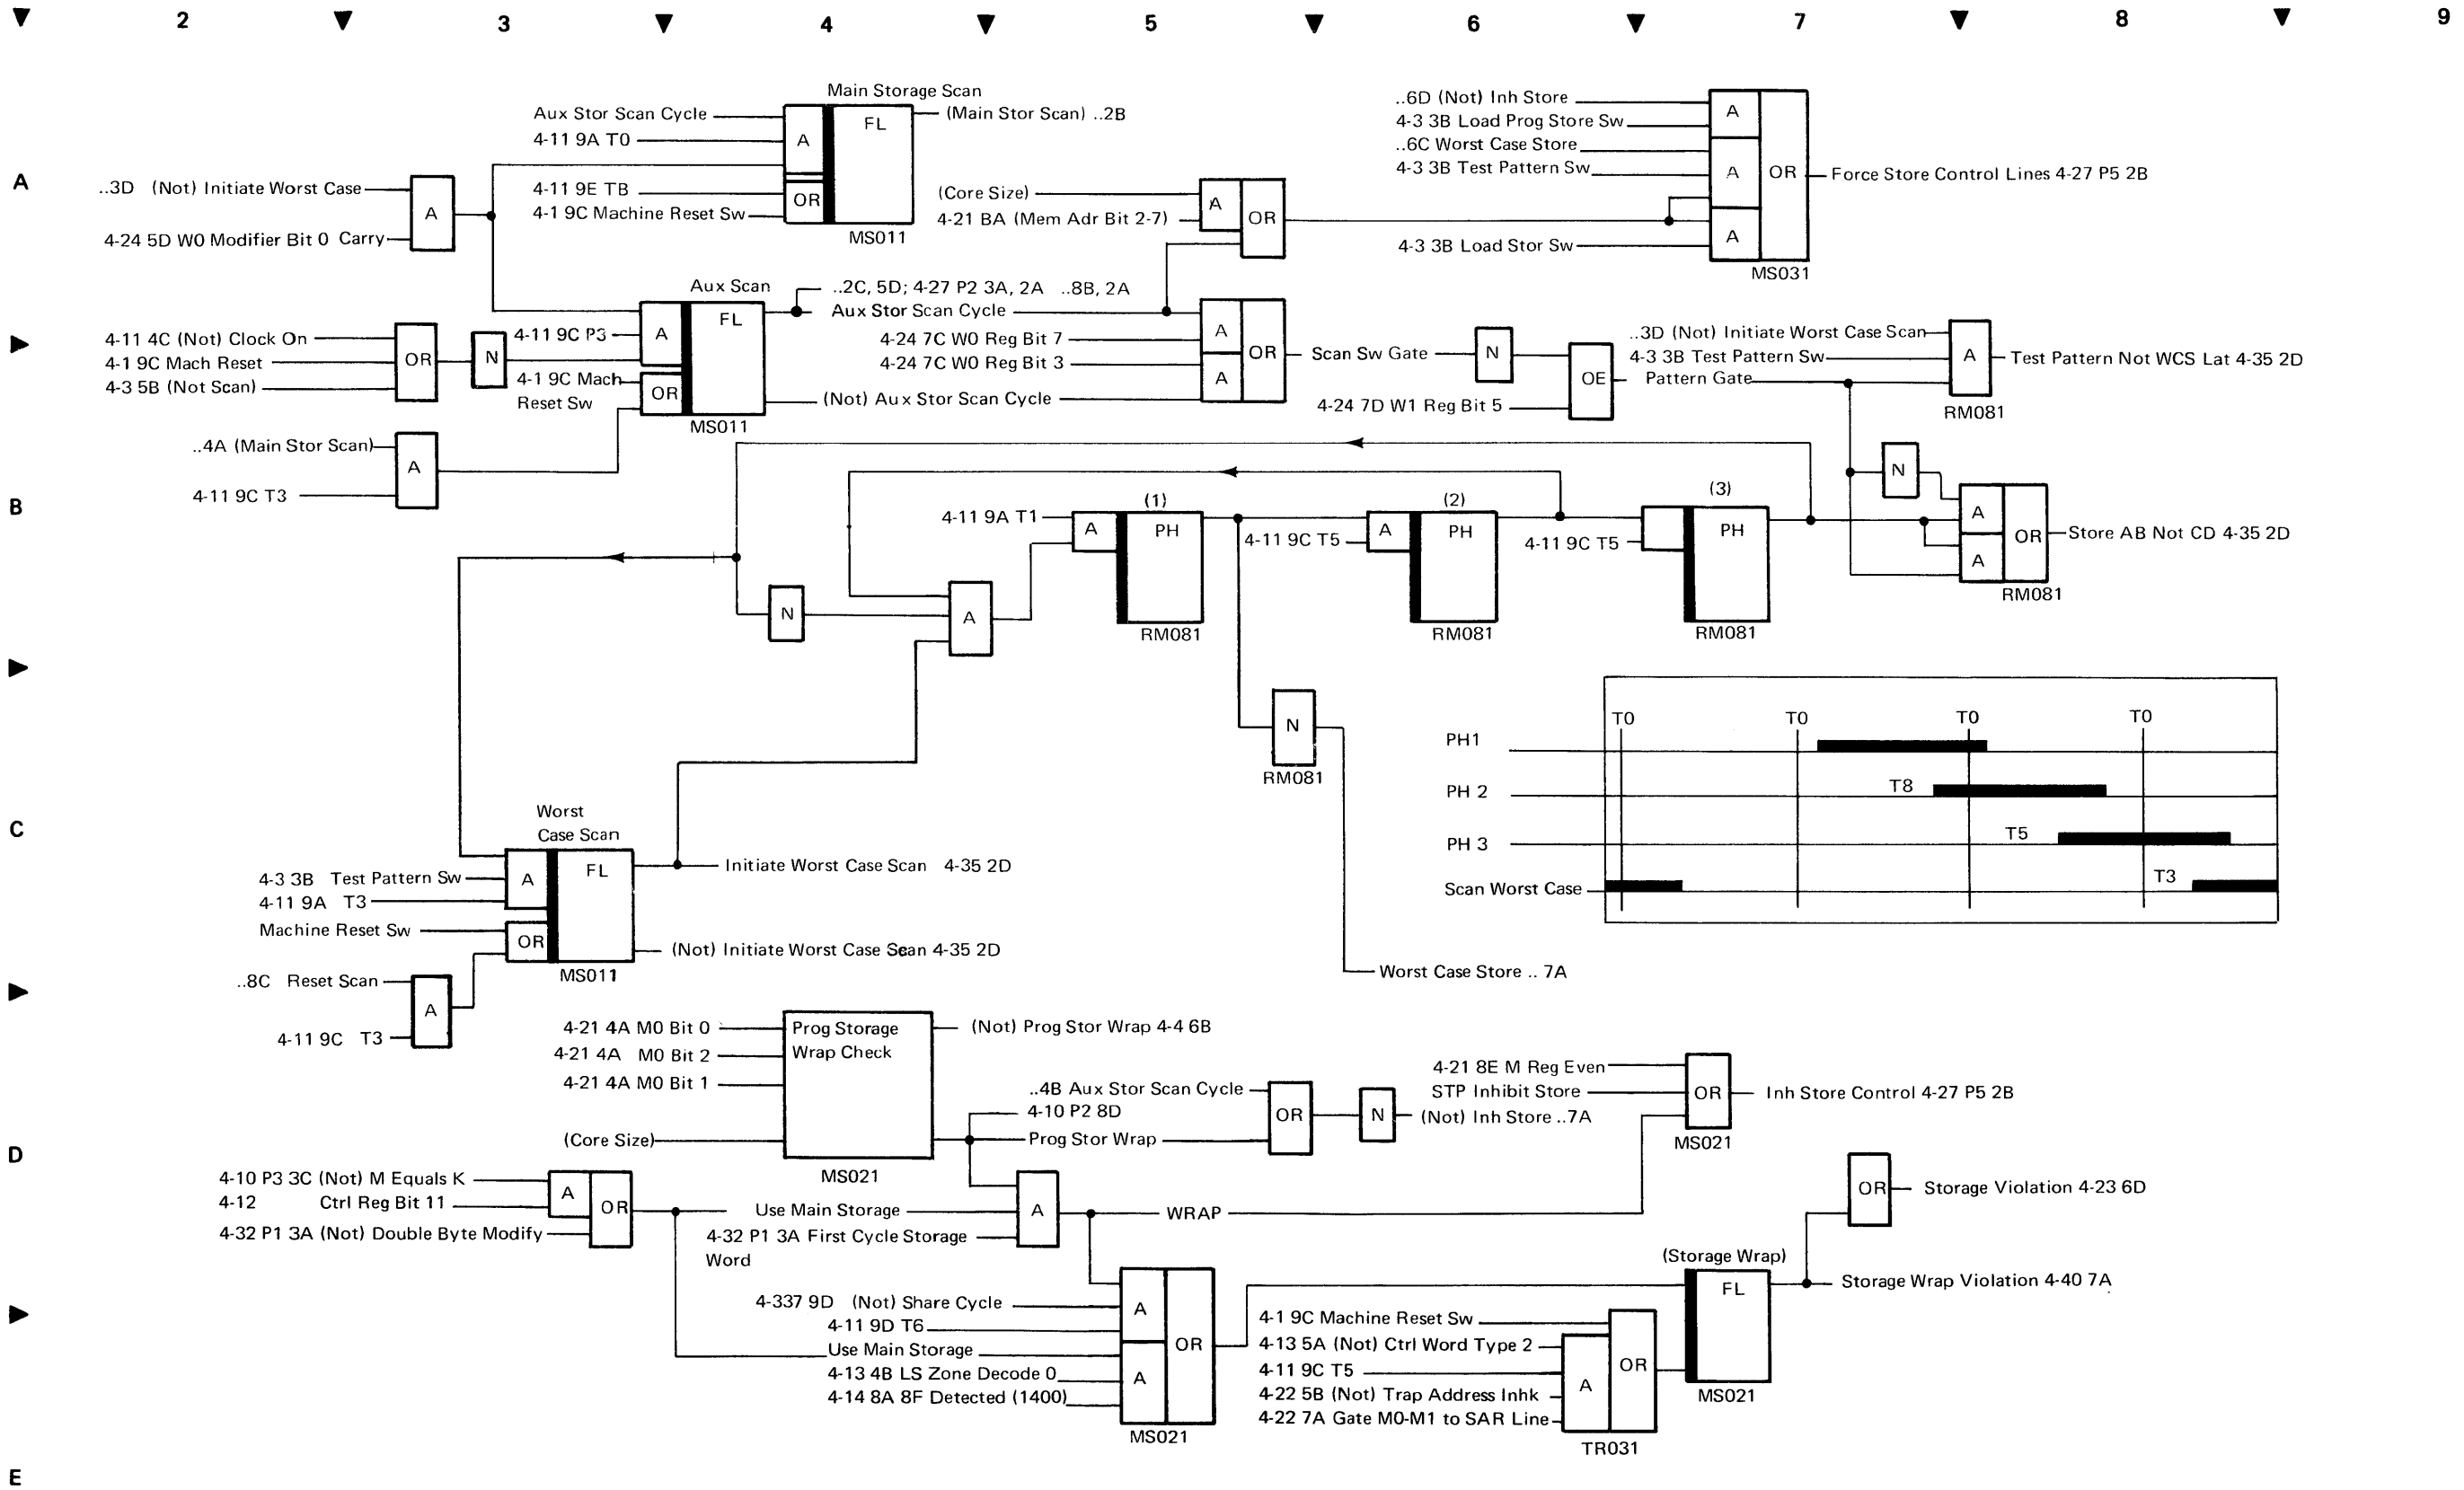 2 3 4 5 6 7 8 9
A
Main Storage Scan
Aux Stor Scan Cycle
4-11 9A T0
A
FL
(Main Stor Scan) ..2B
4-11 9E TB
4-1 9C Machine Reset Sw
OR
MS011
..3D (Not) Initiate Worst Case
4-24 5D W0 Modifier Bit 0 Carry
A
(Core Size)
4-21 BA (Mem Adr Bit 2-7)
A
OR
..6D (Not) Inh Store
4-3 3B Load Prog Store Sw
..6C Worst Case Store
4-3 3B Test Pattern Sw
4-3 3B Load Stor Sw
A
A
A
OR
Force Store Control Lines 4-27 P5 2B
MS031
Aux Scan
..2C, 5D; 4-27 P2 3A, 2A ..8B, 2A
Aux Stor Scan Cycle
4-11 4C (Not) Clock On
4-1 9C Mach Reset
4-3 5B (Not Scan)
OR
N
4-11 9C P3
A
FL
4-1 9C Mach
Reset Sw
OR
MS011
(Not) Aux Stor Scan Cycle
4-24 7C W0 Reg Bit 7
4-24 7C W0 Reg Bit 3
A
A
OR
Scan Sw Gate
N
4-24 7D W1 Reg Bit 5
OE
..3D (Not) Initiate Worst Case Scan
4-3 3B Test Pattern Sw
Pattern Gate
A
Test Pattern Not WCS Lat 4-35 2D
RM081
..4A (Main Stor Scan)
4-11 9C T3
A
B
4-11 9A T1
A
(1)
PH
RM081
4-11 9C T5
A
(2)
PH
RM081
4-11 9C T5
(3)
PH
RM081
N
A
A
OR
Store AB Not CD 4-35 2D
RM081
N
A
N
RM081
T0 T0 T0 T0
PH1
PH 2
T8
PH 3
T5
Scan Worst Case
T3
C
Worst
Case Scan
4-3 3B Test Pattern Sw
4-11 9A T3
Machine Reset Sw
A
FL
OR
MS011
Initiate Worst Case Scan 4-35 2D
(Not) Initiate Worst Case Scan 4-35 2D
..8C Reset Scan
4-11 9C T3
A
Worst Case Store .. 7A
4-21 4A M0 Bit 0
4-21 4A M0 Bit 2
4-21 4A M0 Bit 1
(Core Size)
Prog Storage
Wrap Check
MS021
(Not) Prog Stor Wrap 4-4 6B
..4B Aux Stor Scan Cycle
4-10 P2 8D
Prog Stor Wrap
OR
N
(Not) Inh Store ..7A
4-21 8E M Reg Even
STP Inhibit Store
OR
Inh Store Control 4-27 P5 2B
MS021
D
4-10 P3 3C (Not) M Equals K
4-12 Ctrl Reg Bit 11
4-32 P1 3A (Not) Double Byte Modify
A
OR
Use Main Storage
4-32 P1 3A First Cycle Storage
Word
A
WRAP
OR
Storage Violation 4-23 6D
4-337 9D (Not) Share Cycle
4-11 9D T6
Use Main Storage
4-13 4B LS Zone Decode 0
4-14 8A 8F Detected (1400)
A
A
OR
MS021
4-1 9C Machine Reset Sw
4-13 5A (Not) Ctrl Word Type 2
4-11 9C T5
4-22 5B (Not) Trap Address Inhk
4-22 7A Gate M0-M1 to SAR Line
A
OR
TR031
(Storage Wrap)
FL
MS021
Storage Wrap Violation 4-40 7A
E